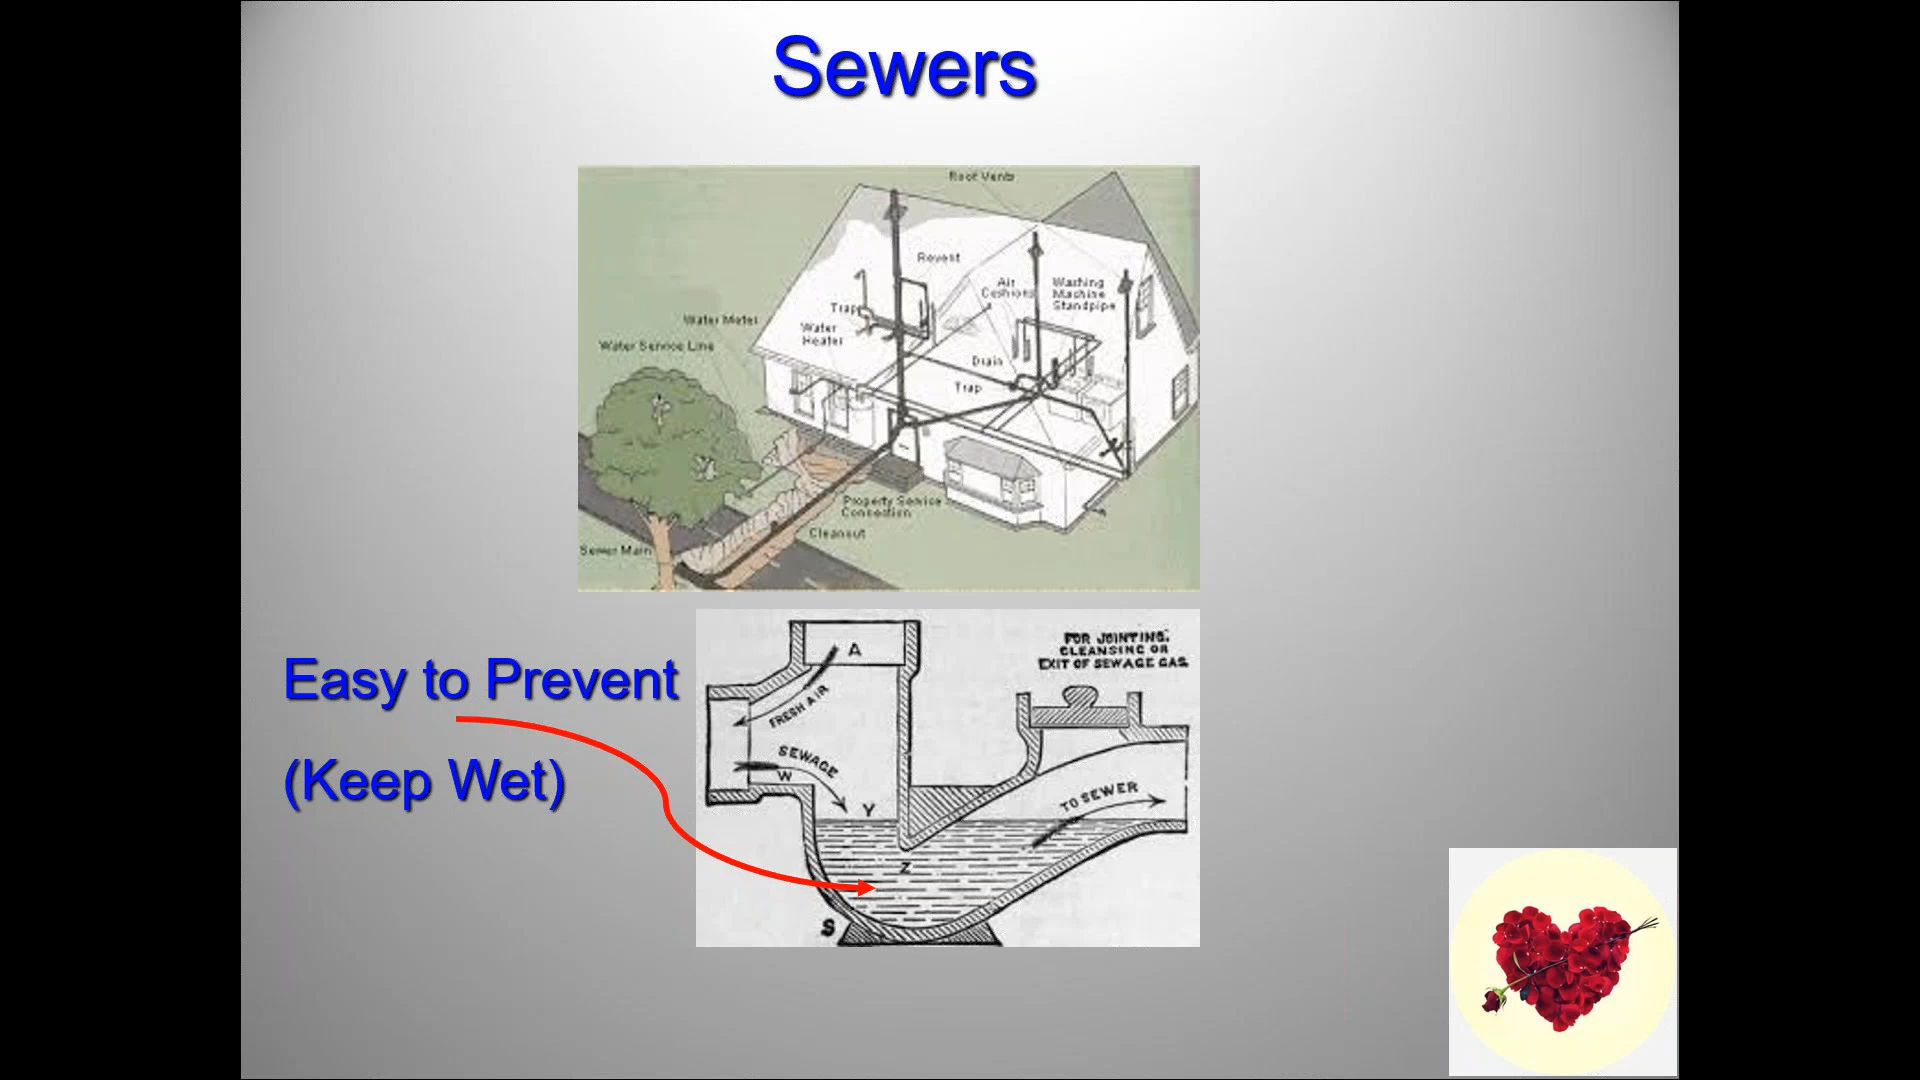 Sewers
Roof Vents
Revent
Air
Cushions
Washing
Machine
Standpipe
Trap
Water Meter
Water
Heater
Water Service Line
Drain
Trap
Property Service
Connection
Cleanout
Sewer Main
Easy to Prevent
(Keep Wet)
FOR JOINTING,
CLEANSING OR
EXIT OF SEWAGE GAS.
A
FRESH AIR
SEWAGE
W
Y
TO SEWER
Z
S